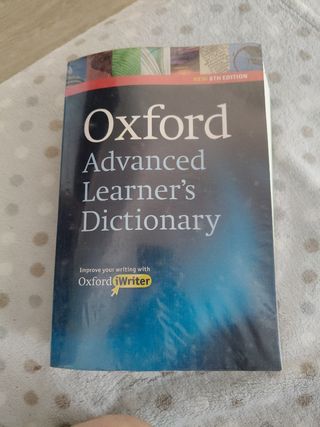 NEW 8TH EDITION
Oxford
Advanced
Learner's
Dictionary
Improve your writing with
Oxford iWriter